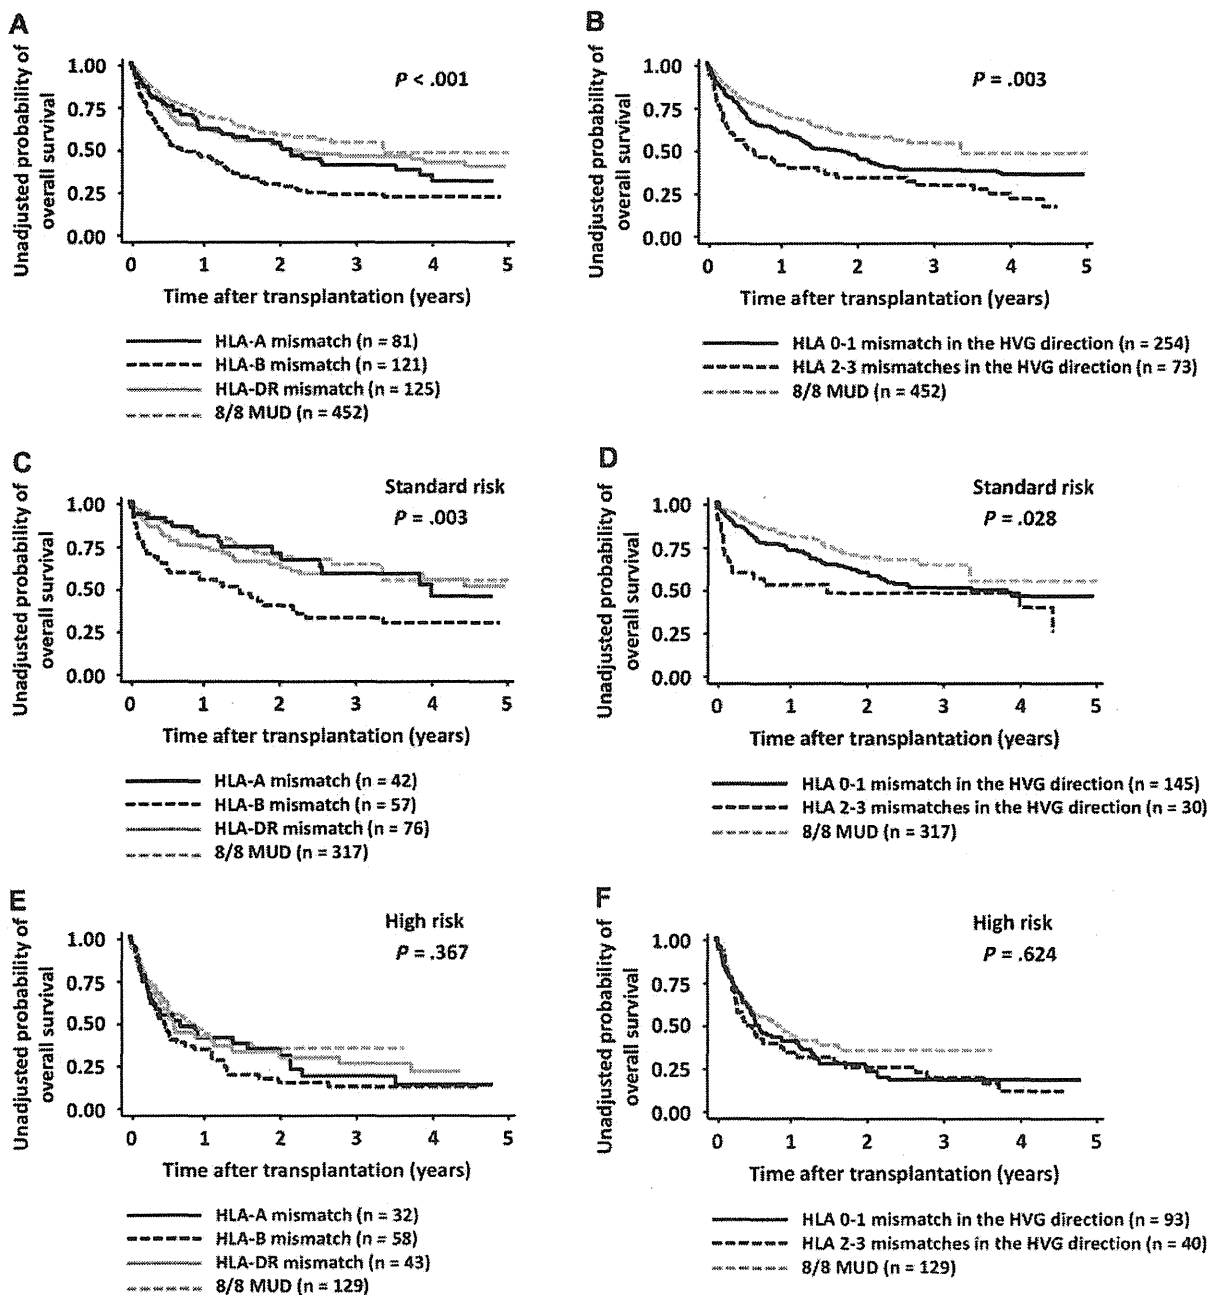 A
Unadjusted probability of
overall survival
1.00
0.75
0.50
0.25
0.00
P < .001
0 1 2 3 4 5
Time after transplantation (years)
HLA-A mismatch (n = 81)
HLA-B mismatch (n = 121)
HLA-DR mismatch (n = 125)
8/8 MUD (n = 452)
B
Unadjusted probability of
overall survival
1.00
0.75
0.50
0.25
0.00
P = .003
0 1 2 3 4 5
Time after transplantation (years)
HLA 0-1 mismatch in the HVG direction (n = 254)
HLA 2-3 mismatches in the HVG direction (n = 73)
8/8 MUD (n = 452)
C
Unadjusted probability of
overall survival
1.00
0.75
0.50
0.25
0.00
Standard risk
P = .003
0 1 2 3 4 5
Time after transplantation (years)
HLA-A mismatch (n = 42)
HLA-B mismatch (n = 57)
HLA-DR mismatch (n = 76)
8/8 MUD (n = 317)
D
Unadjusted probability of
overall survival
1.00
0.75
0.50
0.25
0.00
Standard risk
P = .028
0 1 2 3 4 5
Time after transplantation (years)
HLA 0-1 mismatch in the HVG direction (n = 145)
HLA 2-3 mismatches in the HVG direction (n = 30)
8/8 MUD (n = 317)
E
Unadjusted probability of
overall survival
1.00
0.75
0.50
0.25
0.00
High risk
P = .367
0 1 2 3 4 5
Time after transplantation (years)
HLA-A mismatch (n = 32)
HLA-B mismatch (n = 58)
HLA-DR mismatch (n = 43)
8/8 MUD (n = 129)
F
Unadjusted probability of
overall survival
1.00
0.75
0.50
0.25
0.00
High risk
P = .624
0 1 2 3 4 5
Time after transplantation (years)
HLA 0-1 mismatch in the HVG direction (n = 93)
HLA 2-3 mismatches in the HVG direction (n = 40)
8/8 MUD (n = 129)